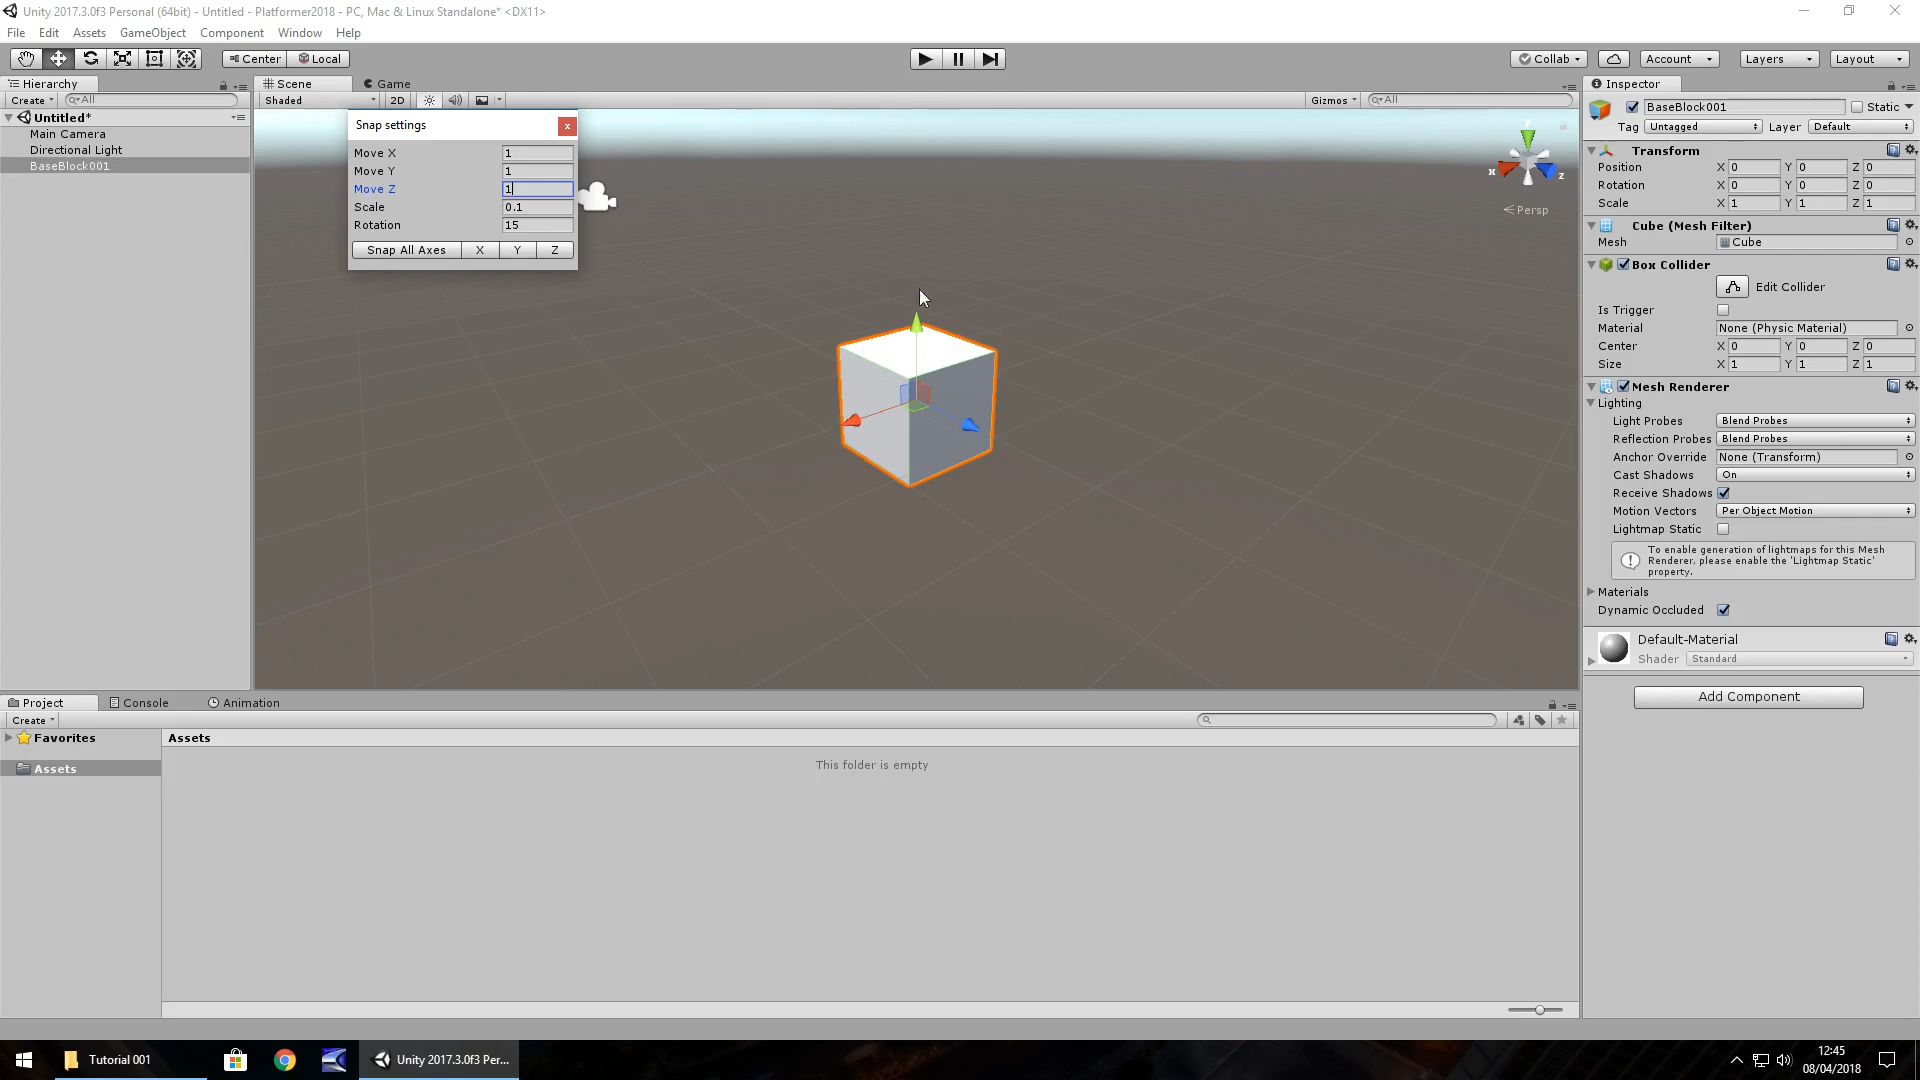 Unity 2017.3.0f3 Personal (64bit) - Untitled - Platformer2018 - PC, Mac & Linux Standalone* <DX11>
File Edit Assets GameObject Component Window Help
Center Local Collab Account Layers Layout
Hierarchy
Create All
Untitled*
Main Camera
Directional Light
BaseBlock001
Scene Game
Shaded 2D Gizmos All
Snap settings x
Move X 1
Move Y 1
Move Z 1
Scale 0.1
Rotation 15
Snap All Axes X Y Z
y
x
z
Persp
Inspector
BaseBlock001 Static
Tag Untagged Layer Default
Transform
Position X 0 Y 0 Z 0
Rotation X 0 Y 0 Z 0
Scale X 1 Y 1 Z 1
Cube (Mesh Filter)
Mesh Cube
Box Collider
Edit Collider
Is Trigger
Material None (Physic Material)
Center X 0 Y 0 Z 0
Size X 1 Y 1 Z 1
Mesh Renderer
Lighting
Light Probes Blend Probes
Reflection Probes Blend Probes
Anchor Override None (Transform)
Cast Shadows On
Receive Shadows
Motion Vectors Per Object Motion
Lightmap Static
To enable generation of lightmaps for this Mesh
Renderer, please enable the 'Lightmap Static'
property.
Materials
Dynamic Occluded
Default-Material
Shader Standard
Add Component
Project Console Animation
Create
Favorites
Assets
Assets
This folder is empty
Tutorial 001
Unity 2017.3.0f3 Per...
12:45
08/04/2018